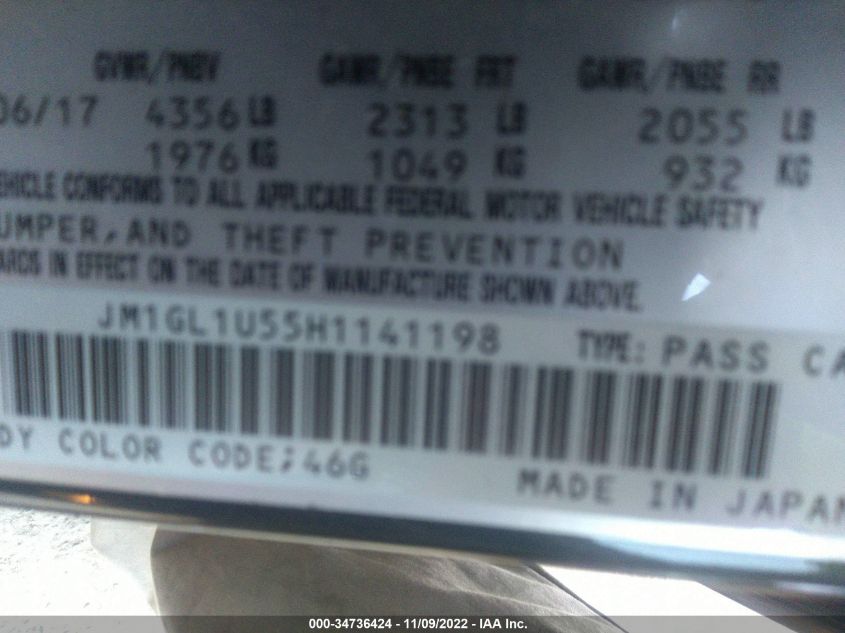 GVWR/PNBV GAWR/PNBE FRT GAWR/PNBE RR
06/17 4356 LB 2313 LB 2055 LB
1976 KG 1049 KG 932 KG
EHICLE CONFORMS TO ALL APPLICABLE FEDERAL MOTOR VEHICLE SAFETY
UMPER, AND THEFT PREVENTION
ARDS IN EFFECT ON THE DATE OF MANUFACTURE SHOWN ABOVE.
JM1GL1U55H1141198 TYPE: PASS CA
DY COLOR CODE;46G MADE IN JAPAN
000-34736424 - 11/09/2022 - IAA Inc.